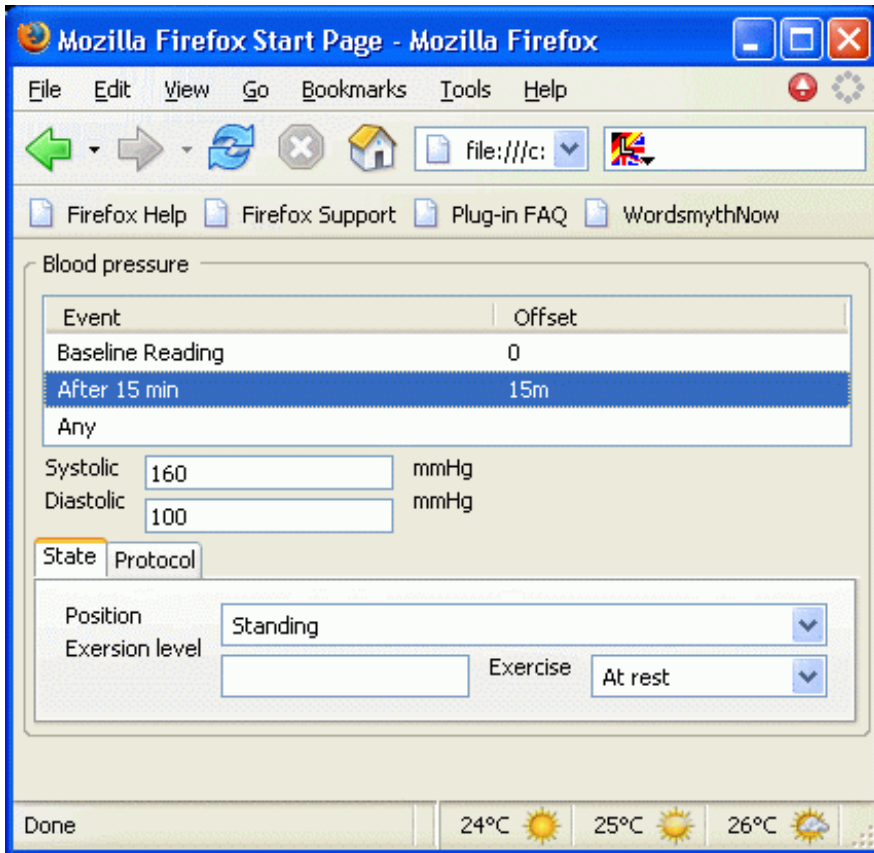 Mozilla Firefox Start Page - Mozilla Firefox
File Edit View Go Bookmarks Tools Help
file:///c:
Firefox Help Firefox Support Plug-in FAQ WordsmythNow
Blood pressure
Event Offset
Baseline Reading 0
After 15 min 15m
Any
Systolic 160 mmHg
Diastolic 100 mmHg
State Protocol
Position Standing
Exersion level Exercise At rest
Done 24°C 25°C 26°C